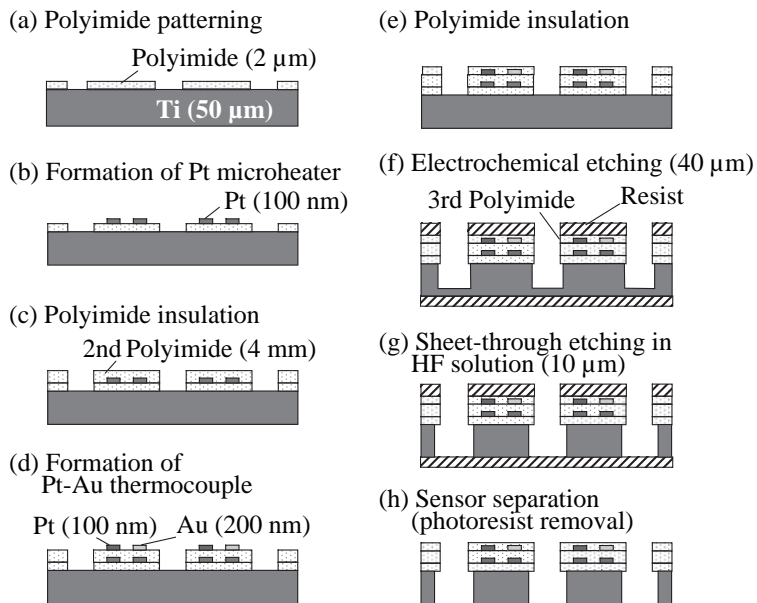 (a) Polyimide patterning
Polyimide (2 µm)
Ti (50 µm)
(b) Formation of Pt microheater
Pt (100 nm)
(c) Polyimide insulation
2nd Polyimide (4 mm)
(d) Formation of
Pt-Au thermocouple
Pt (100 nm)
Au (200 nm)
(e) Polyimide insulation
(f) Electrochemical etching (40 µm)
3rd Polyimide
Resist
(g) Sheet-through etching in
HF solution (10 µm)
(h) Sensor separation
(photoresist removal)